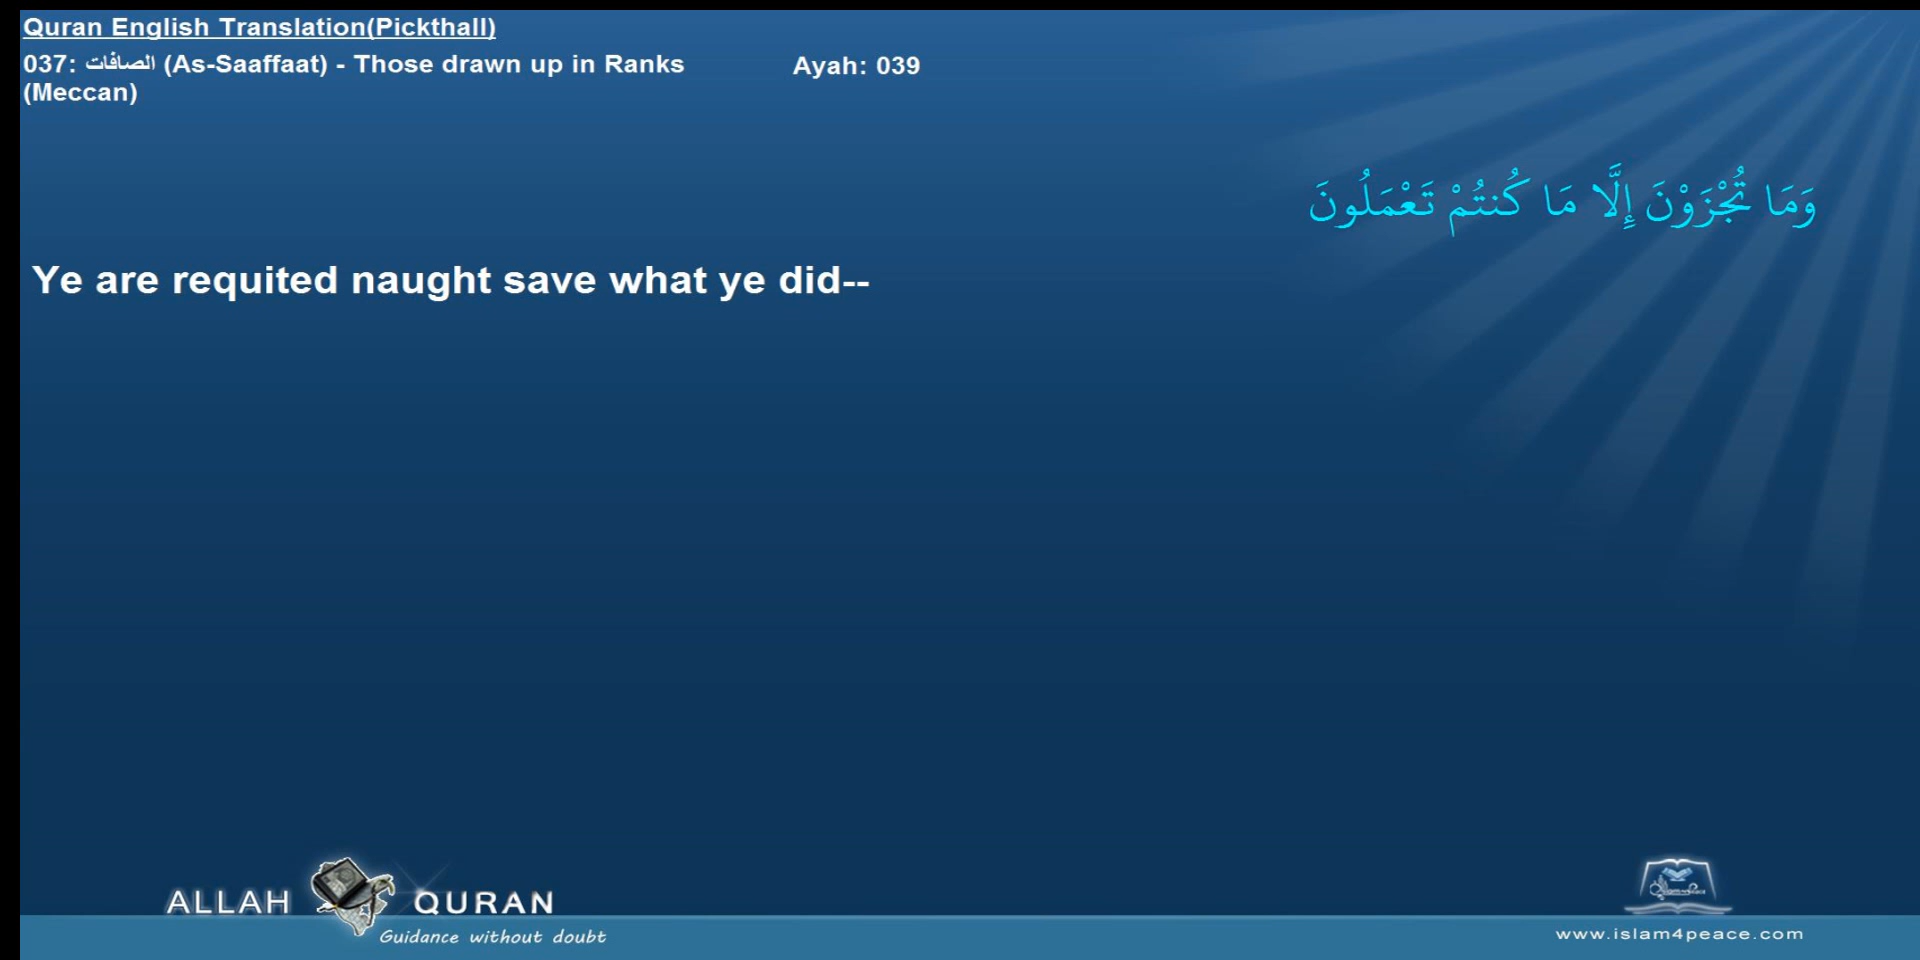 Quran English Translation(Pickthall)
037: الصافات (As-Saaffaat) - Those drawn up in Ranks
(Meccan)
Ayah: 039
وَمَا تُجْزَوْنَ إِلَّا مَا كُنتُمْ تَعْمَلُونَ
Ye are requited naught save what ye did--
ALLAH QURAN
Guidance without doubt
www.islam4peace.com